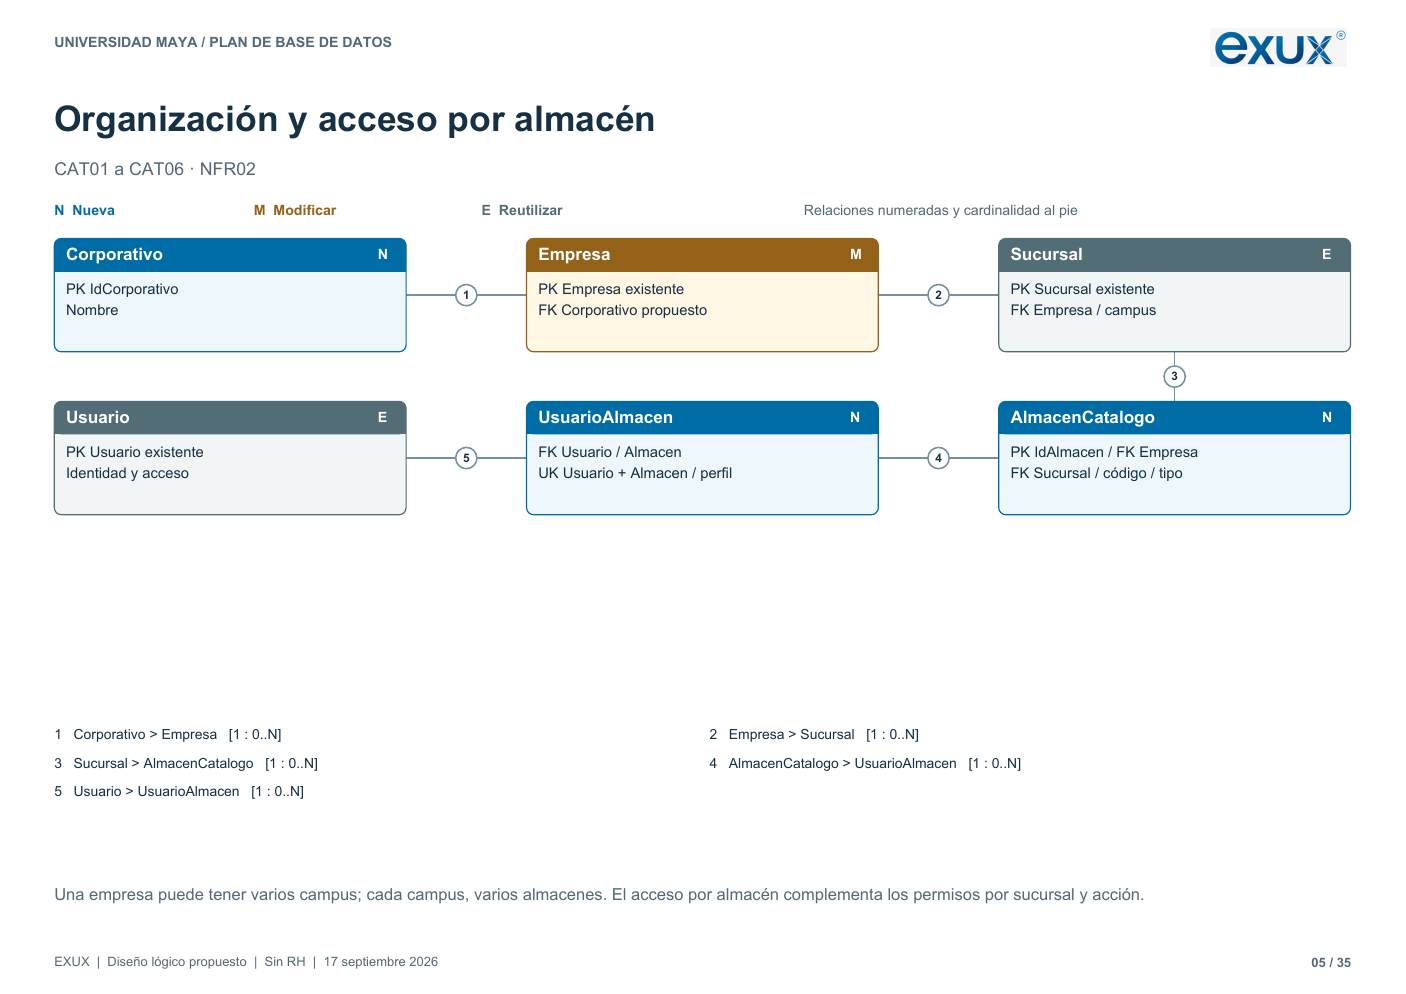 UNIVERSIDAD MAYA / PLAN DE BASE DE DATOS
exux®
Organización y acceso por almacén
CAT01 a CAT06 · NFR02
N Nueva
M Modificar
E Reutilizar
Relaciones numeradas y cardinalidad al pie
Corporativo N
PK IdCorporativo
Nombre
1
Empresa M
PK Empresa existente
FK Corporativo propuesto
2
Sucursal E
PK Sucursal existente
FK Empresa / campus
3
Usuario E
PK Usuario existente
Identidad y acceso
5
UsuarioAlmacen N
FK Usuario / Almacen
UK Usuario + Almacen / perfil
4
AlmacenCatalogo N
PK IdAlmacen / FK Empresa
FK Sucursal / código / tipo
1 Corporativo > Empresa [1 : 0..N]
2 Empresa > Sucursal [1 : 0..N]
3 Sucursal > AlmacenCatalogo [1 : 0..N]
4 AlmacenCatalogo > UsuarioAlmacen [1 : 0..N]
5 Usuario > UsuarioAlmacen [1 : 0..N]
Una empresa puede tener varios campus; cada campus, varios almacenes. El acceso por almacén complementa los permisos por sucursal y acción.
EXUX | Diseño lógico propuesto | Sin RH | 17 septiembre 2026
05 / 35